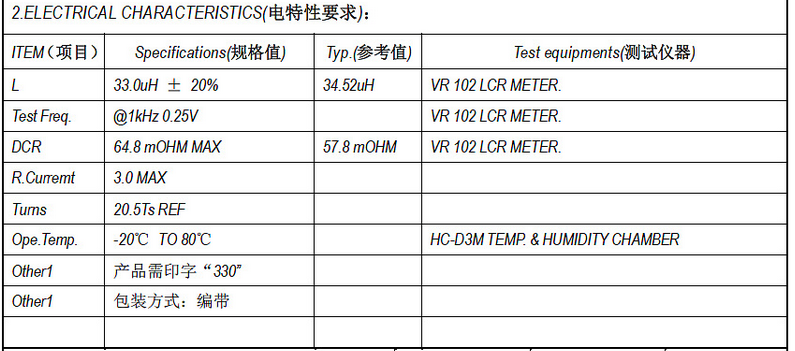 2.ELECTRICAL CHARACTERISTICS(电特性要求)：
ITEM（项目） Specifications(规格值) Typ.(参考值) Test equipments(测试仪器)
L 33.0uH ± 20% 34.52uH VR 102 LCR METER.
Test Freq. @1kHz 0.25V VR 102 LCR METER.
DCR 64.8 mOHM MAX 57.8 mOHM VR 102 LCR METER.
R.Curremt 3.0 MAX
Turns 20.5Ts REF
Ope.Temp. -20℃ TO 80℃ HC-D3M TEMP. & HUMIDITY CHAMBER
Other1 产品需印字“330”
Other1 包装方式：编带